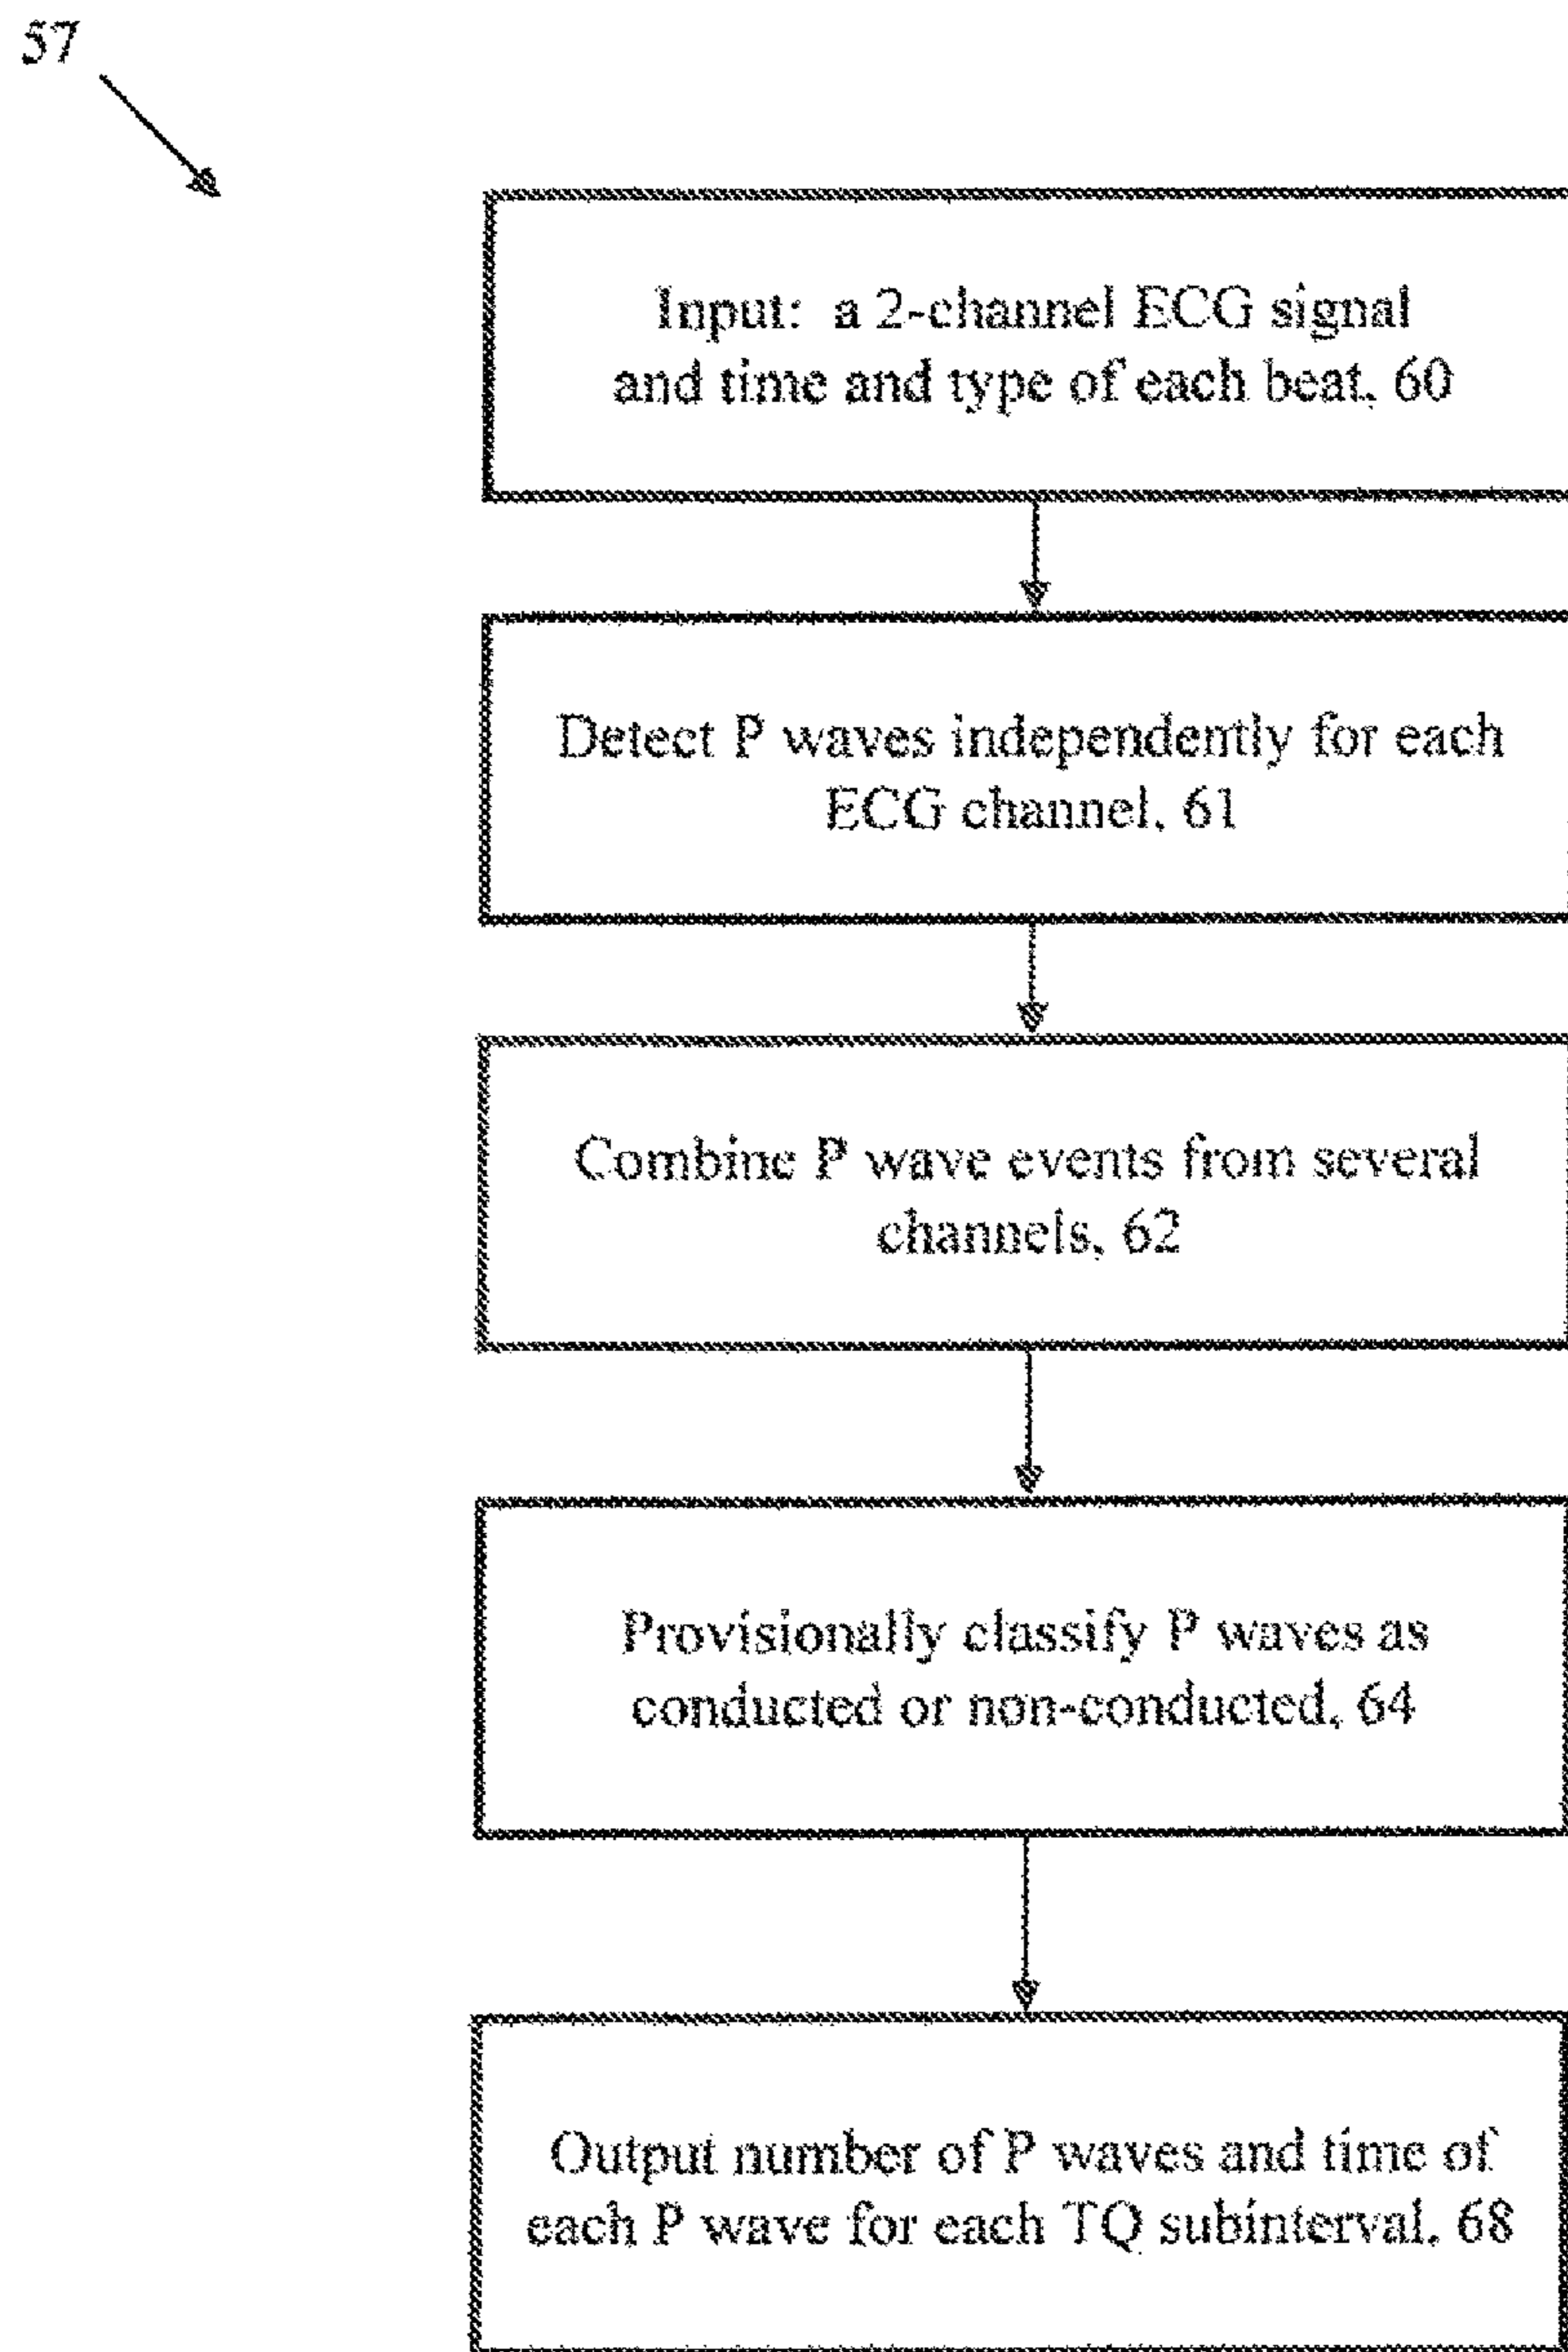 57
Input: a 2-channel ECG signal
and time and type of each beat, 60
Detect P waves independently for each
ECG channel, 61
Combine P wave events from several
channels, 62
Provisionally classify P waves as
conducted or non-conducted, 64
Output number of P waves and time of
each P wave for each TQ subinterval, 68